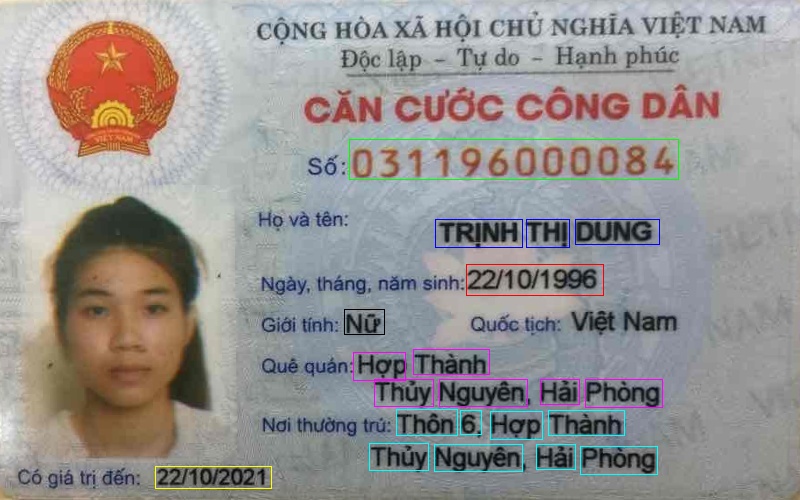 CỘNG HÒA XÃ HỘI CHỦ NGHĨA VIỆT NAM
Độc lập - Tự do - Hạnh phúc
CĂN CƯỚC CÔNG DÂN
Số: 031196000084
Họ và tên: TRỊNH THỊ DUNG
Ngày, tháng, năm sinh: 22/10/1996
Giới tính: Nữ Quốc tịch: Việt Nam
Quê quán: Hợp Thành
Thủy Nguyên, Hải Phòng
Nơi thường trú: Thôn 6, Hợp Thành
Thủy Nguyên, Hải Phòng
Có giá trị đến: 22/10/2021